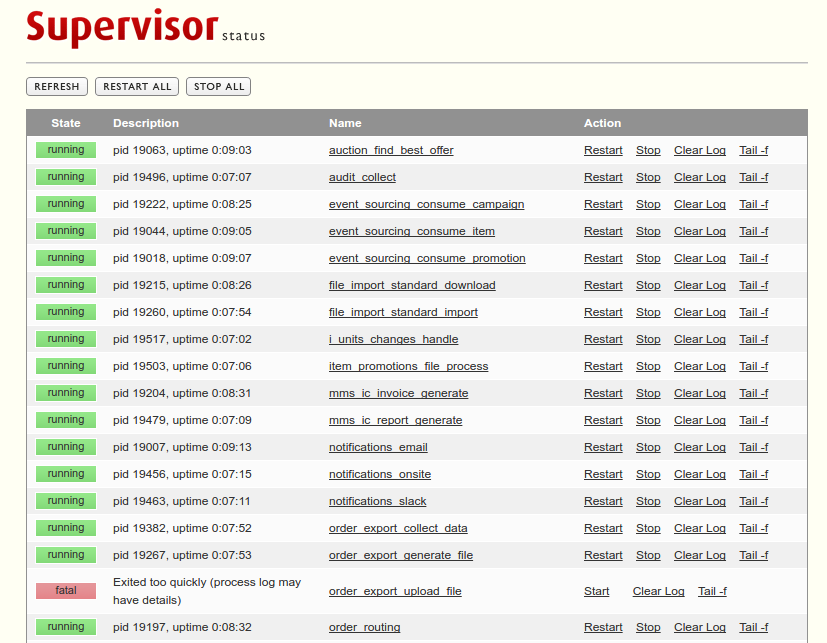 Supervisor status
REFRESH RESTART ALL STOP ALL
State Description Name Action
running pid 19063, uptime 0:09:03 auction_find_best_offer Restart Stop Clear Log Tail -f
running pid 19496, uptime 0:07:07 audit_collect Restart Stop Clear Log Tail -f
running pid 19222, uptime 0:08:25 event_sourcing_consume_campaign Restart Stop Clear Log Tail -f
running pid 19044, uptime 0:09:05 event_sourcing_consume_item Restart Stop Clear Log Tail -f
running pid 19018, uptime 0:09:07 event_sourcing_consume_promotion Restart Stop Clear Log Tail -f
running pid 19215, uptime 0:08:26 file_import_standard_download Restart Stop Clear Log Tail -f
running pid 19260, uptime 0:07:54 file_import_standard_import Restart Stop Clear Log Tail -f
running pid 19517, uptime 0:07:02 i_units_changes_handle Restart Stop Clear Log Tail -f
running pid 19503, uptime 0:07:06 item_promotions_file_process Restart Stop Clear Log Tail -f
running pid 19204, uptime 0:08:31 mms_ic_invoice_generate Restart Stop Clear Log Tail -f
running pid 19479, uptime 0:07:09 mms_ic_report_generate Restart Stop Clear Log Tail -f
running pid 19007, uptime 0:09:13 notifications_email Restart Stop Clear Log Tail -f
running pid 19456, uptime 0:07:15 notifications_onsite Restart Stop Clear Log Tail -f
running pid 19463, uptime 0:07:11 notifications_slack Restart Stop Clear Log Tail -f
running pid 19382, uptime 0:07:52 order_export_collect_data Restart Stop Clear Log Tail -f
running pid 19267, uptime 0:07:53 order_export_generate_file Restart Stop Clear Log Tail -f
fatal Exited too quickly (process log may
have details) order_export_upload_file Start Clear Log Tail -f
running pid 19197, uptime 0:08:32 order_routing Restart Stop Clear Log Tail -f